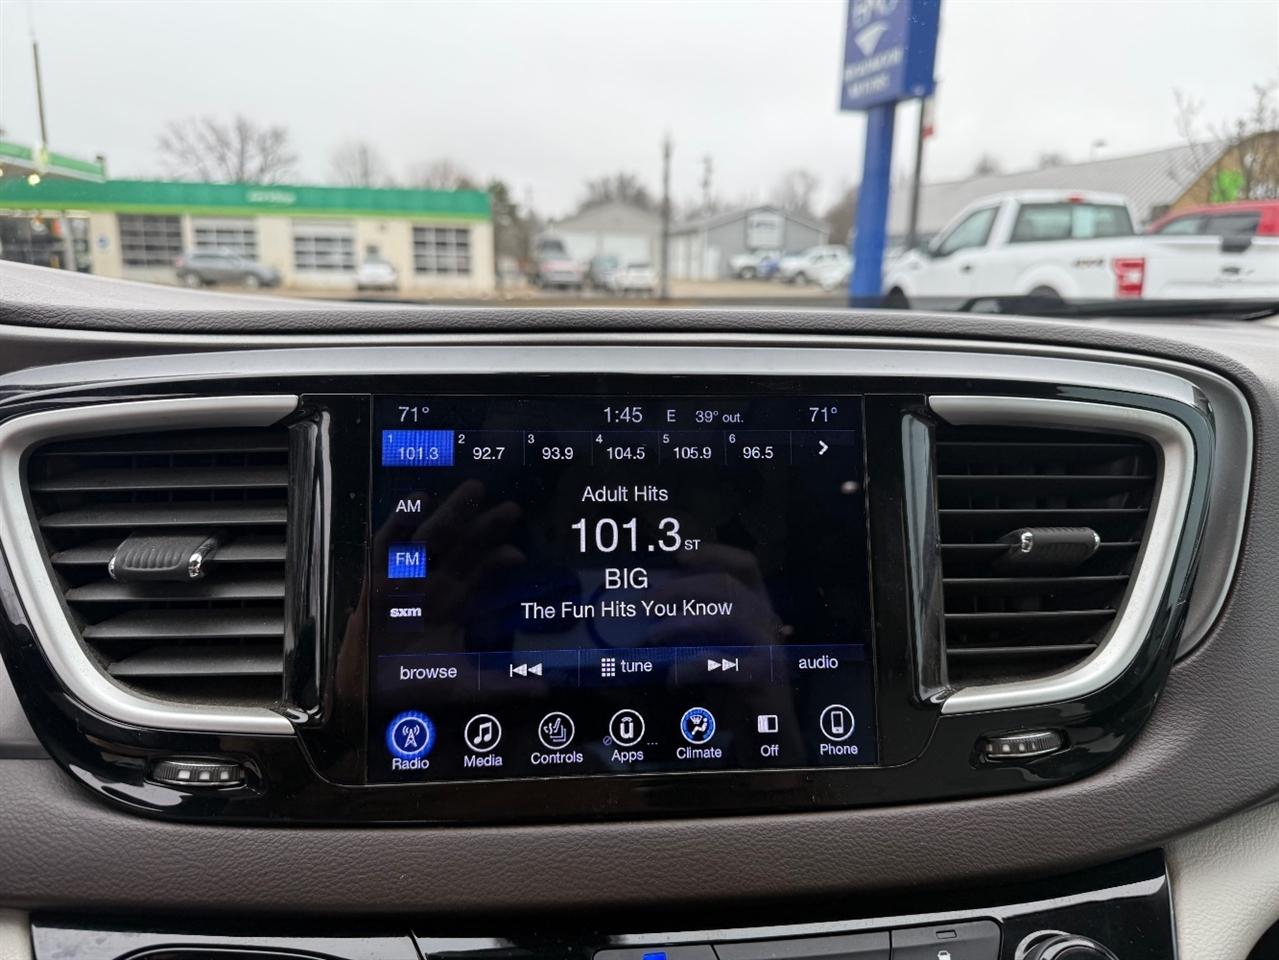 71° 1:45 E 39° out. 71°
1 101.3 2 92.7 3 93.9 4 104.5 5 105.9 6 96.5
AM
FM
sxm
Adult Hits
101.3 ST
BIG
The Fun Hits You Know
browse tune audio
Radio Media Controls Apps ... Climate Off Phone
4X4